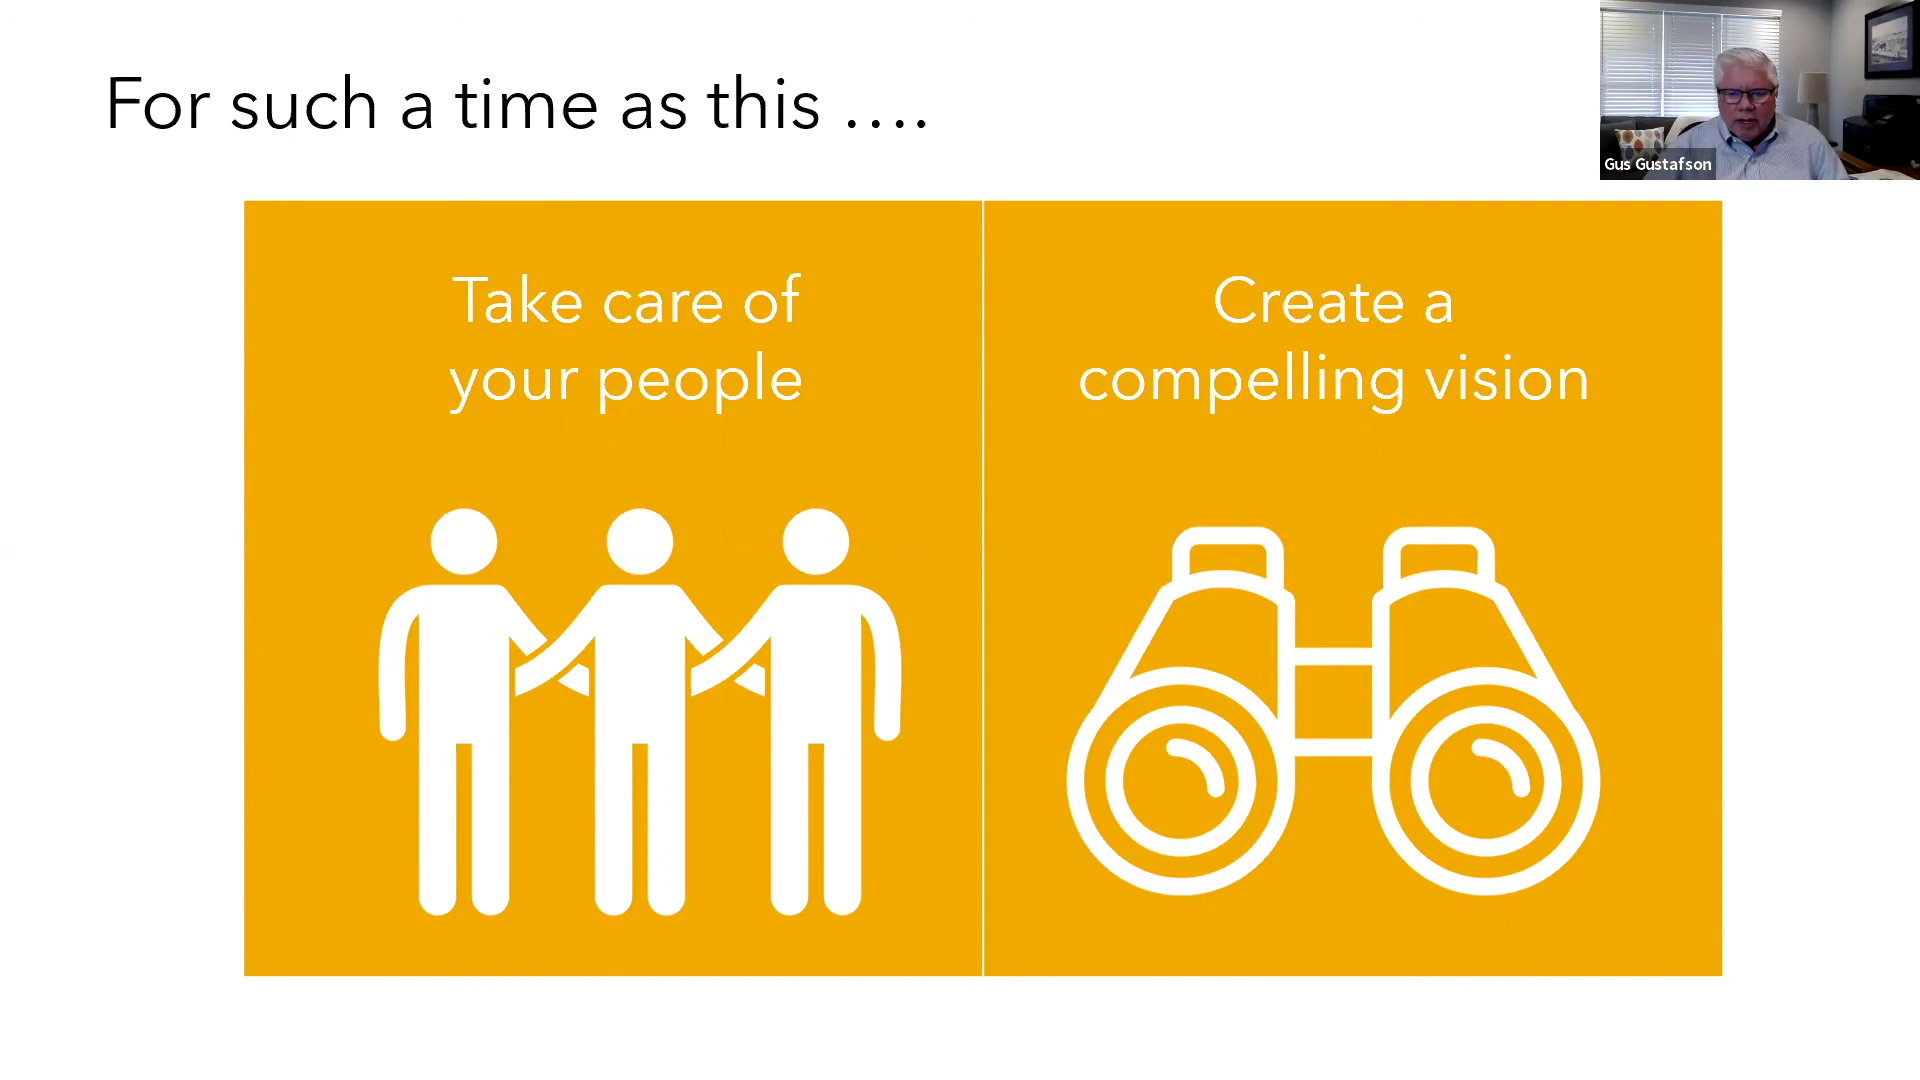 For such a time as this ....
Gus Gustafson
Take care of
your people
Create a
compelling vision